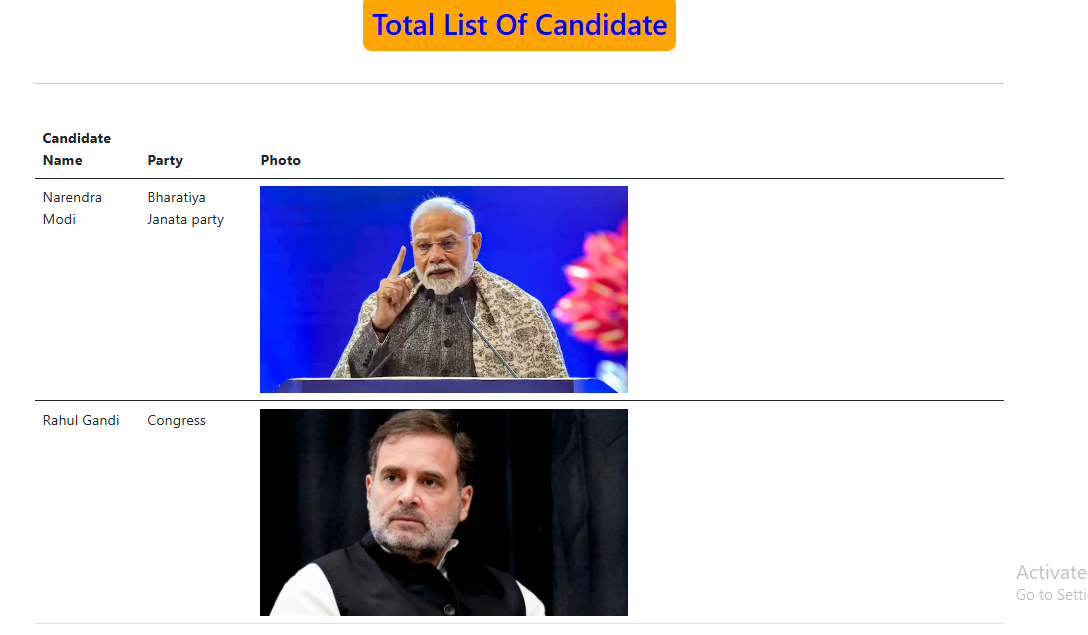 Total List Of Candidate
Candidate
Name
Party
Photo
Narendra
Modi
Bharatiya
Janata party
Rahul Gandi
Congress
Activate
Go to Setti